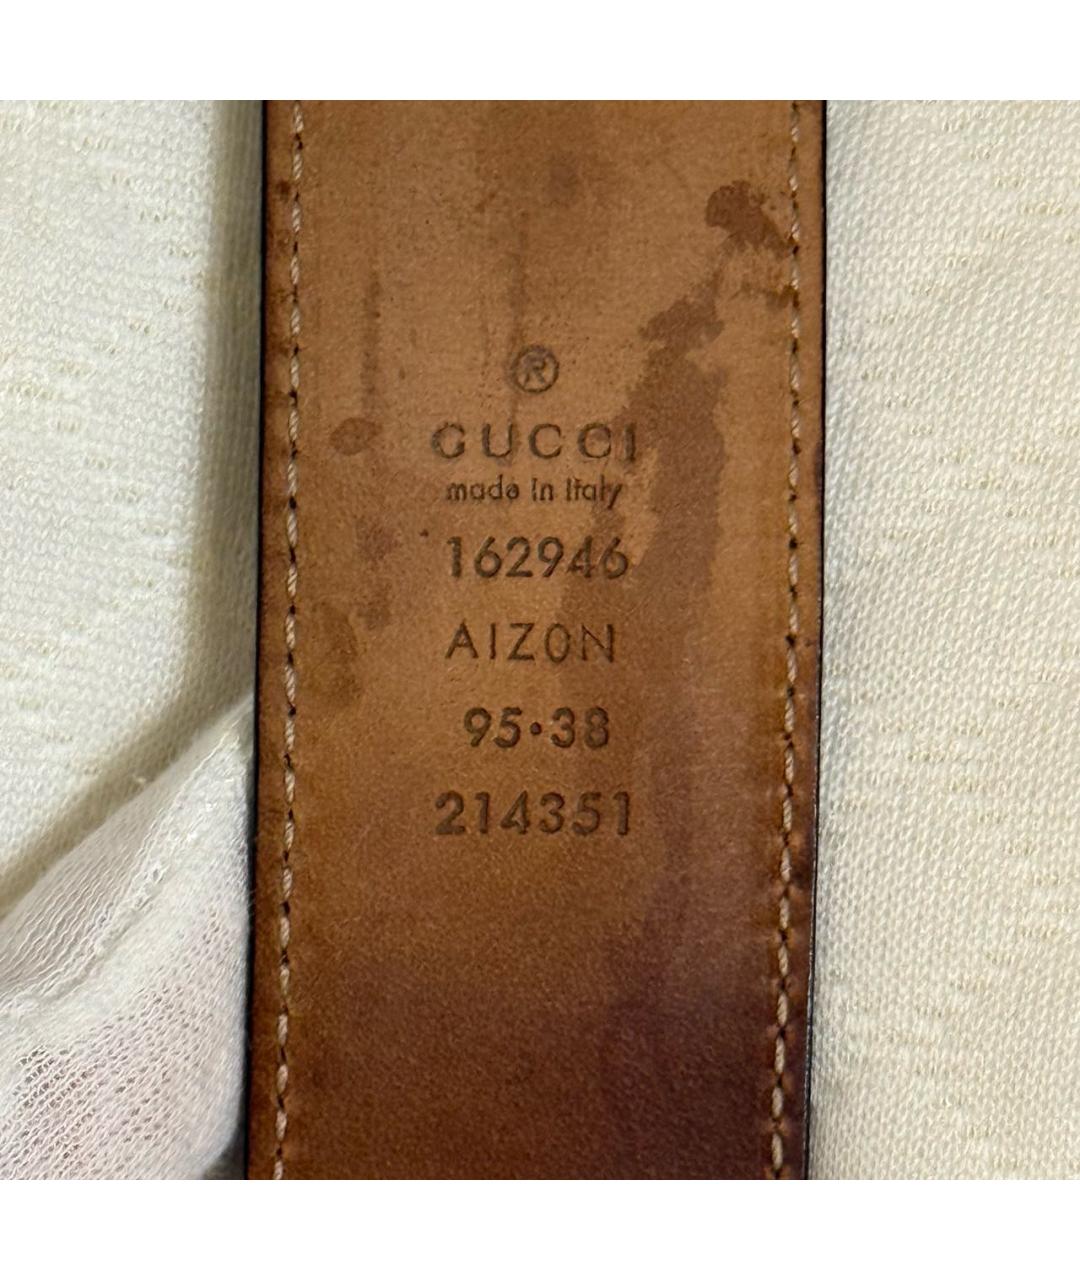 ®
GUCCI
made in Italy
162946
AIZ0N
95·38
214351